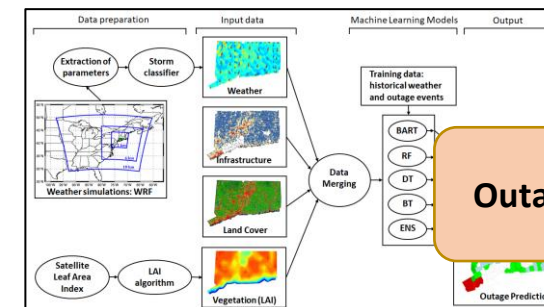 Data preparation
Input data
Machine Learning Models
Output
Extraction of
parameters
Storm
classifier
Weather
Training data:
historical weather
and outage events
Weather simulations: WRF
Infrastructure
Land Cover
Data
Merging
BART
RF
DT
BT
ENS
Outa
Satellite
Leaf Area
Index
LAI
algorithm
Vegetation (LAI)
Outage Predictio